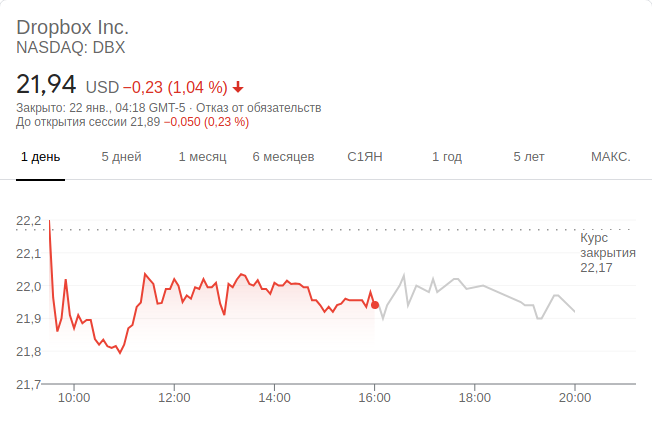 Dropbox Inc.
NASDAQ: DBX
21,94 USD −0,23 (1,04 %)
Закрыто: 22 янв., 04:18 GMT-5 · Отказ от обязательств
До открытия сессии 21,89 −0,050 (0,23 %)
1 день 5 дней 1 месяц 6 месяцев С1ЯН 1 год 5 лет МАКС.
22,2
Курс
закрытия
22,17
22,1
22,0
21,9
21,8
21,7
10:00 12:00 14:00 16:00 18:00 20:00